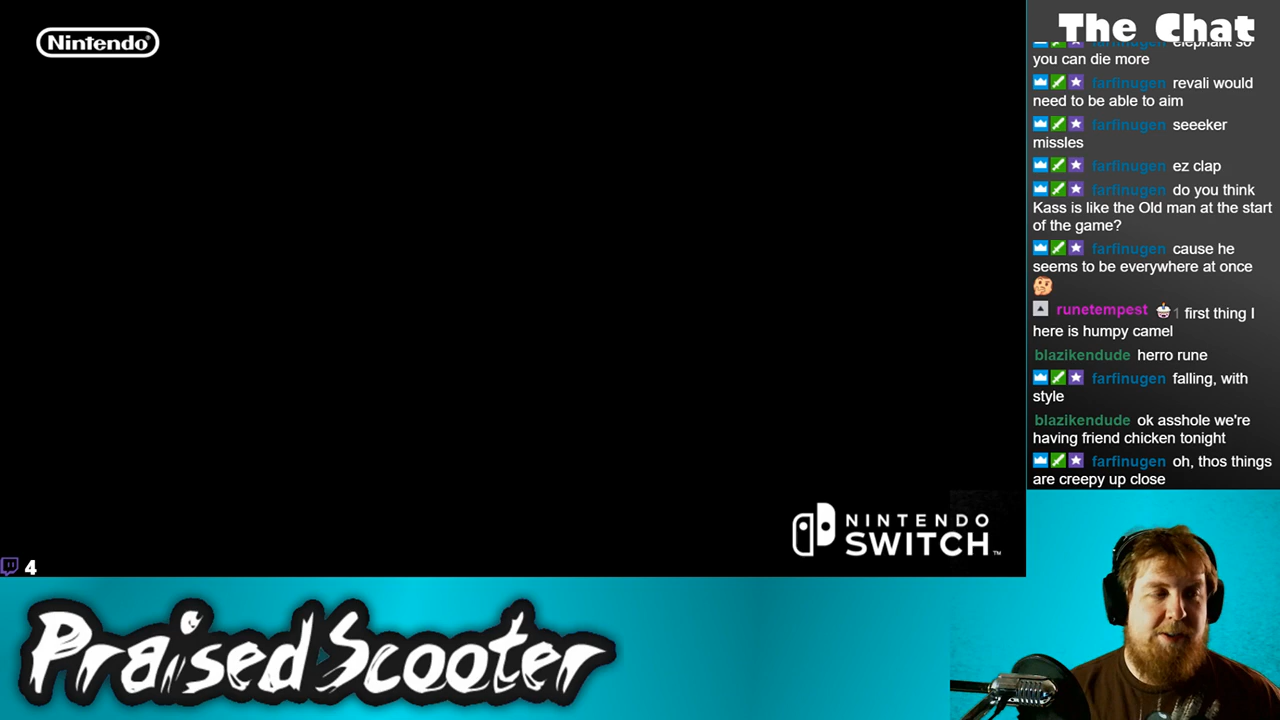 Nintendo®
The Chat
farfinugen elephant so
you can die more
farfinugen revali would
need to be able to aim
farfinugen seeeker
missles
farfinugen ez clap
farfinugen do you think
Kass is like the Old man at the start
of the game?
farfinugen cause he
seems to be everywhere at once
runetempest 1 first thing I
here is humpy camel
blazikendude herro rune
farfinugen falling, with
style
blazikendude ok asshole we're
having friend chicken tonight
farfinugen oh, thos things
are creepy up close
NINTENDO
SWITCH™
4
PraisedScooter